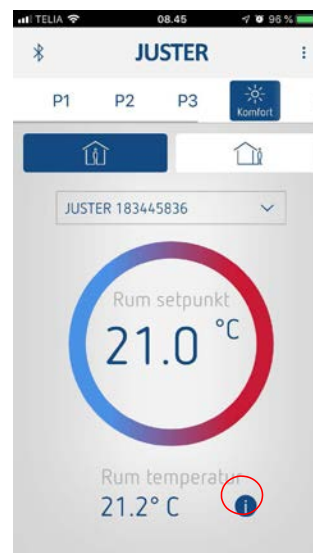 TELIA 08.45 96 %
JUSTER
P1 P2 P3
Komfort
JUSTER 183445836
Rum setpunkt
21.0 °C
Rum temperatur
21.2° C i